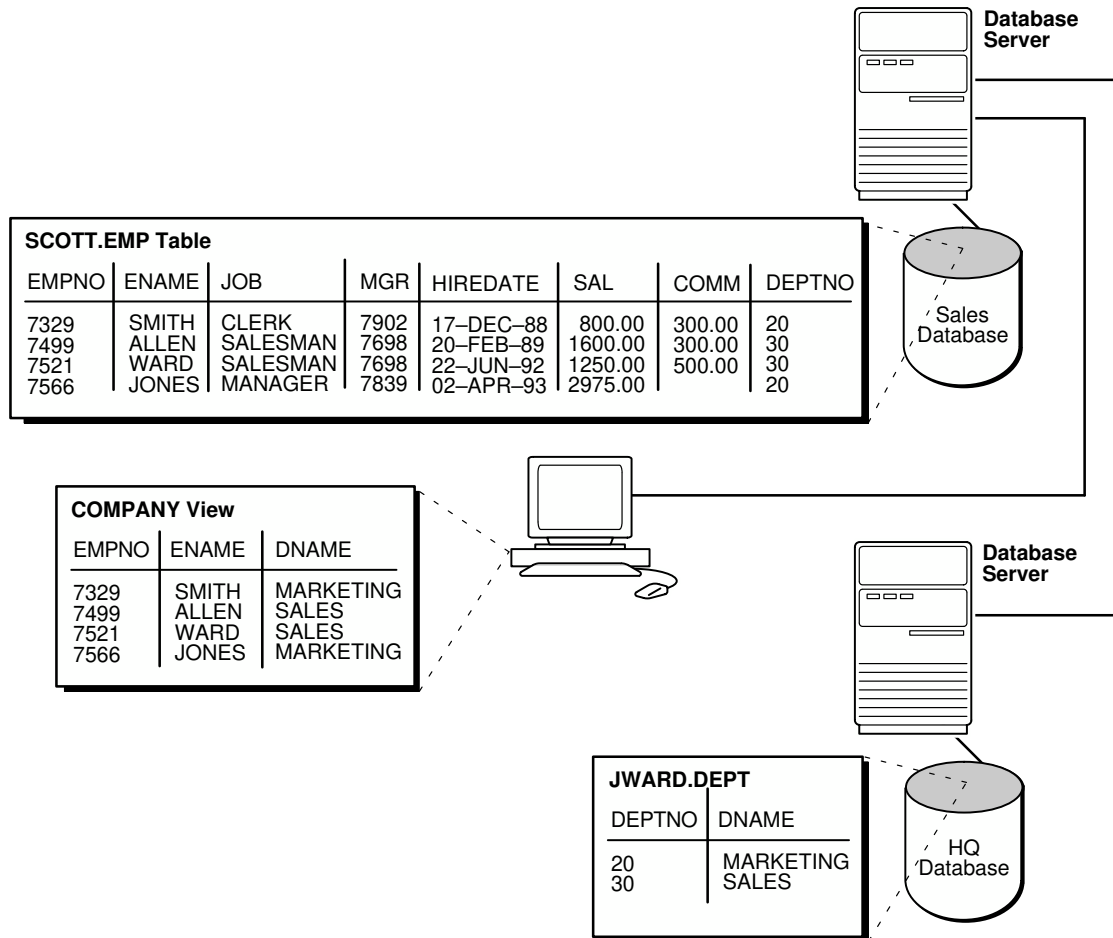 Database
Server
SCOTT.EMP Table
EMPNO ENAME JOB MGR HIREDATE SAL COMM DEPTNO
7329 SMITH CLERK 7902 17–DEC–88 800.00 300.00 20
7499 ALLEN SALESMAN 7698 20–FEB–89 1600.00 300.00 30
7521 WARD SALESMAN 7698 22–JUN–92 1250.00 500.00 30
7566 JONES MANAGER 7839 02–APR–93 2975.00 20
Sales
Database
COMPANY View
EMPNO ENAME DNAME
7329 SMITH MARKETING
7499 ALLEN SALES
7521 WARD SALES
7566 JONES MARKETING
Database
Server
JWARD.DEPT
DEPTNO DNAME
20 MARKETING
30 SALES
HQ
Database